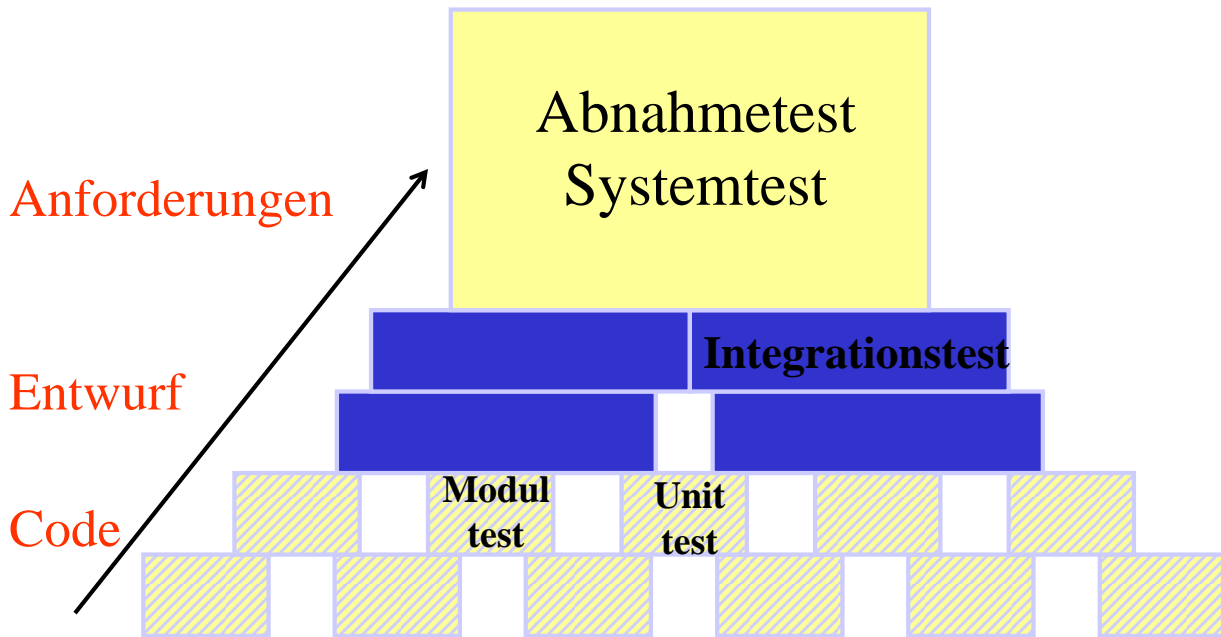 Abnahmetest
Systemtest
Anforderungen
Integrationstest
Entwurf
Modul
test
Unit
test
Code